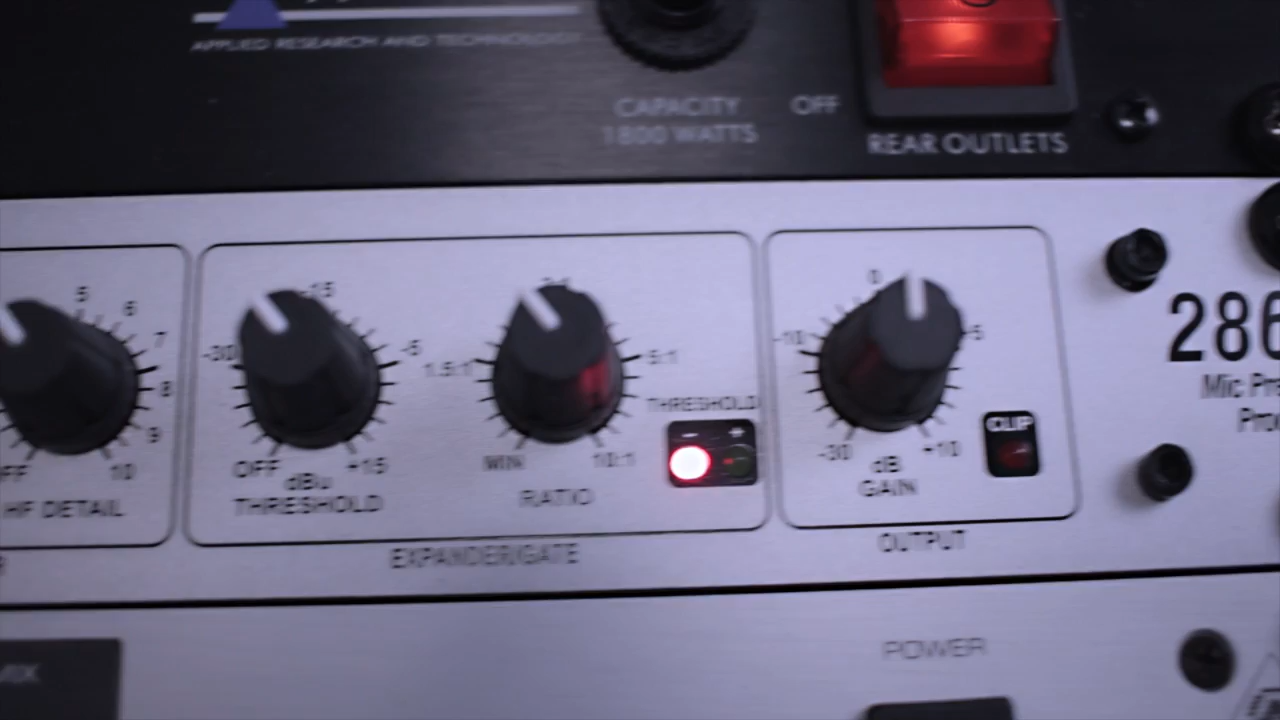 APPLIED RESEARCH AND TECHNOLOGY
CAPACITY
1800 WATTS
OFF
REAR OUTLETS
5
6
7
8
9
10
HF DETAIL
-30
-15
-5
OFF
+15
dBu
THRESHOLD
1.5:1
5:1
MIN
10:1
RATIO
THRESHOLD
- +
EXPANDER/GATE
-10
0
+5
-30
+10
dB
GAIN
CLIP
OUTPUT
286
Mic
POWER